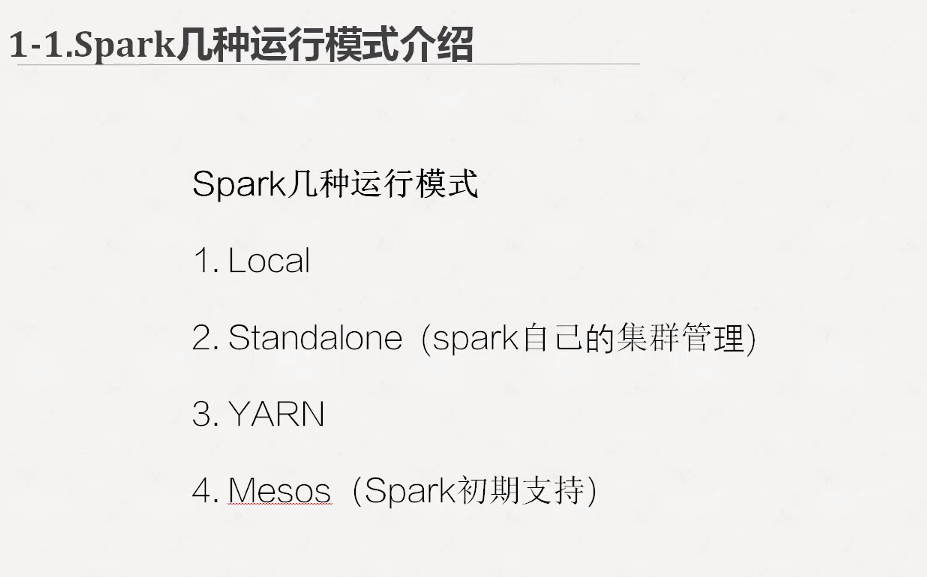 1-1.Spark几种运行模式介绍
Spark几种运行模式
1. Local
2. Standalone (spark自己的集群管理)
3. YARN
4. Mesos (Spark初期支持)